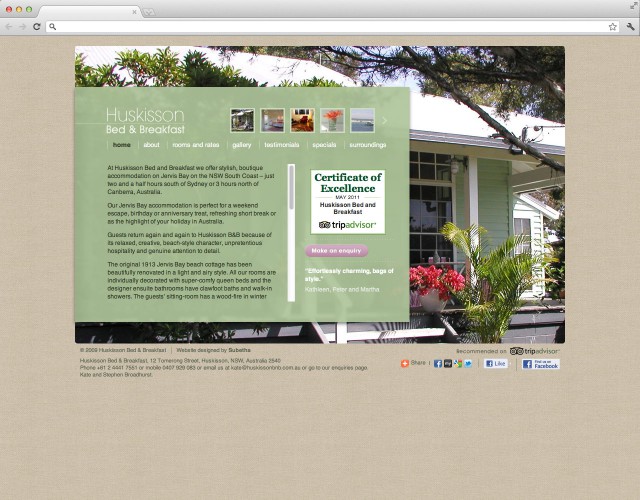 Huskisson
Bed & Breakfast
home about rooms and rates gallery testimonials specials surroundings
At Huskisson Bed and Breakfast we offer stylish, boutique
accommodation on Jervis Bay on the NSW South Coast – just
two and a half hours south of Sydney or 3 hours north of
Canberra, Australia.
Our Jervis Bay accommodation is perfect for a weekend
escape, birthday or anniversary treat, refreshing short break or
as the highlight of your holiday in Australia.
Guests return again and again to Huskisson B&B because of
its relaxed, creative, beach-style character, unpretentious
hospitality and genuine attention to detail.
The original 1913 Jervis Bay beach cottage has been
beautifully renovated in a light and airy style. All our rooms are
individually decorated with super-comfy queen beds and the
designer ensuite bathrooms have clawfoot baths and walk-in
showers. The guests' sitting-room has a wood-fire in winter
Certificate of
Excellence
MAY 2011
Huskisson Bed and
Breakfast
tripadvisor
Make an enquiry
"Effortlessly charming, bags of
style."
Kathleen, Peter and Martha
© 2009 Huskisson Bed & Breakfast | Website designed by Subatha
Recommended on tripadvisor
Huskisson Bed & Breakfast, 12 Tomerong Street, Huskisson, NSW, Australia 2540
Phone +61 2 4441 7551 or mobile 0407 929 083 or email us at kate@huskissonbnb.com.au or go to our enquiries page.
Kate and Stephen Broadhurst
Share
Like
Find us on
Facebook